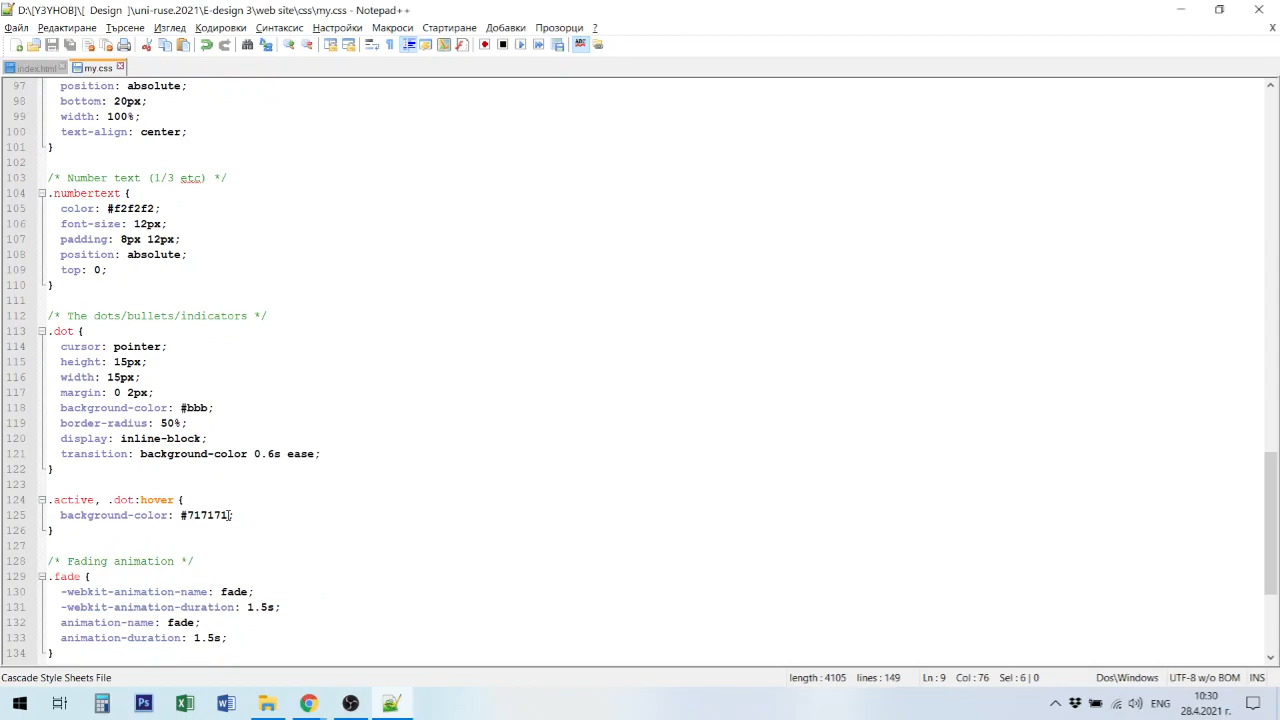 D:\[УЗУНОВ]\[ Design ]\uni-ruse.2021\E-design 3\web site\css\my.css - Notepad++
Файл Редактиране Търсене Изглед Кодировки Синтаксис Настройки Макроси Стартиране Добавки Прозорци ? X
index.html my.css
97 position: absolute;
98 bottom: 20px;
99 width: 100%;
100 text-align: center;
101 }
102
103 /* Number text (1/3 etc) */
104 .numbertext {
105 color: #f2f2f2;
106 font-size: 12px;
107 padding: 8px 12px;
108 position: absolute;
109 top: 0;
110 }
111
112 /* The dots/bullets/indicators */
113 .dot {
114 cursor: pointer;
115 height: 15px;
116 width: 15px;
117 margin: 0 2px;
118 background-color: #bbb;
119 border-radius: 50%;
120 display: inline-block;
121 transition: background-color 0.6s ease;
122 }
123
124 .active, .dot:hover {
125 background-color: #717171;
126 }
127
128 /* Fading animation */
129 .fade {
130 -webkit-animation-name: fade;
131 -webkit-animation-duration: 1.5s;
132 animation-name: fade;
133 animation-duration: 1.5s;
134 }
Cascade Style Sheets File length : 4105 lines : 149 Ln : 9 Col : 76 Sel : 6 | 0 Dos\Windows UTF-8 w/o BOM INS
ENG
10:30
28.4.2021 г.